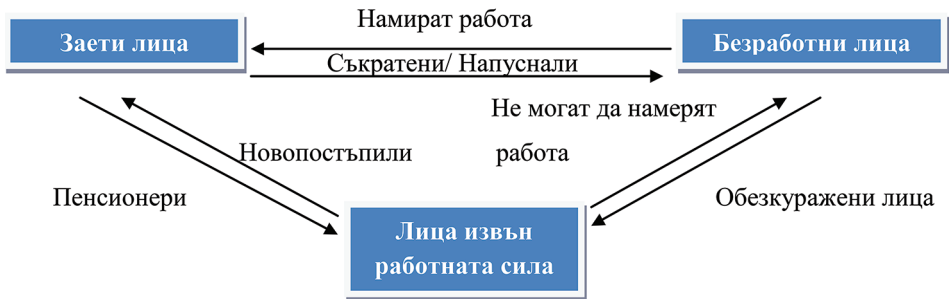 Намират работа
Заети лица
Безработни лица
Съкратени/ Напуснали
Не могат да намерят
Новопостъпили
работа
Пенсионери
Обезкуражени лица
Лица извън
работната сила